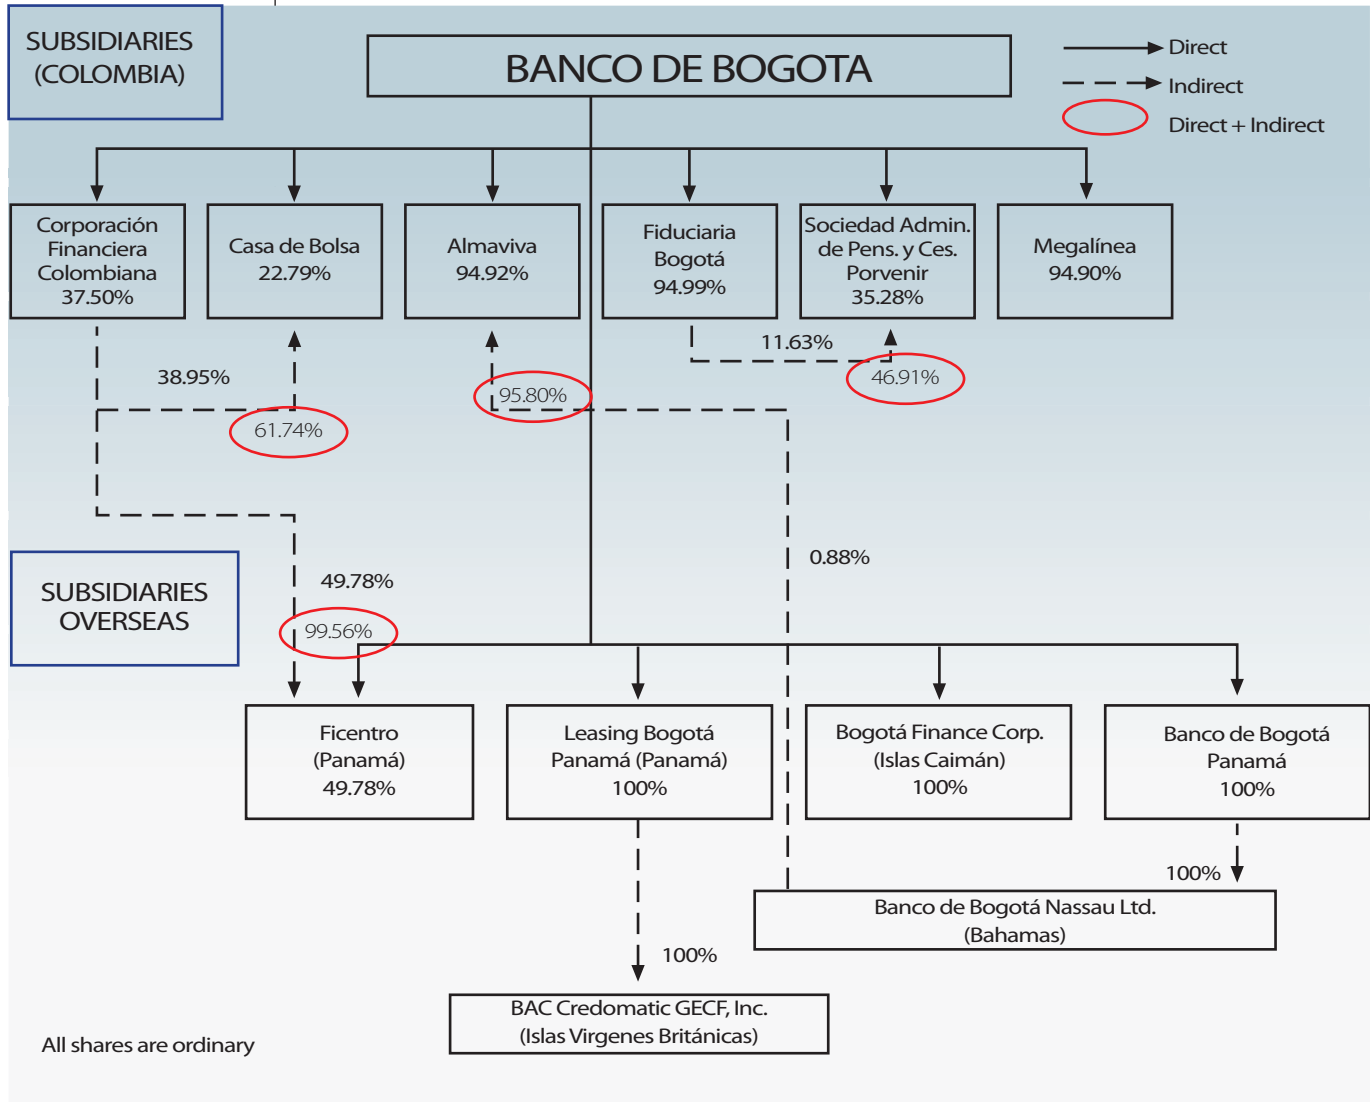 SUBSIDIARIES
(COLOMBIA)
BANCO DE BOGOTA
Direct
Indirect
Direct + Indirect
Corporación
Financiera
Colombiana
37.50%
Casa de Bolsa
22.79%
Almaviva
94.92%
Fiduciaria
Bogotá
94.99%
Sociedad Admin.
de Pens. y Ces.
Porvenir
35.28%
Megalínea
94.90%
38.95%
61.74%
95.80%
11.63%
46.91%
SUBSIDIARIES
OVERSEAS
49.78%
99.56%
0.88%
Ficentro
(Panamá)
49.78%
Leasing Bogotá
Panamá (Panamá)
100%
Bogotá Finance Corp.
(Islas Caimán)
100%
Banco de Bogotá
Panamá
100%
100%
Banco de Bogotá Nassau Ltd.
(Bahamas)
100%
BAC Credomatic GECF, Inc.
(Islas Virgenes Británicas)
All shares are ordinary